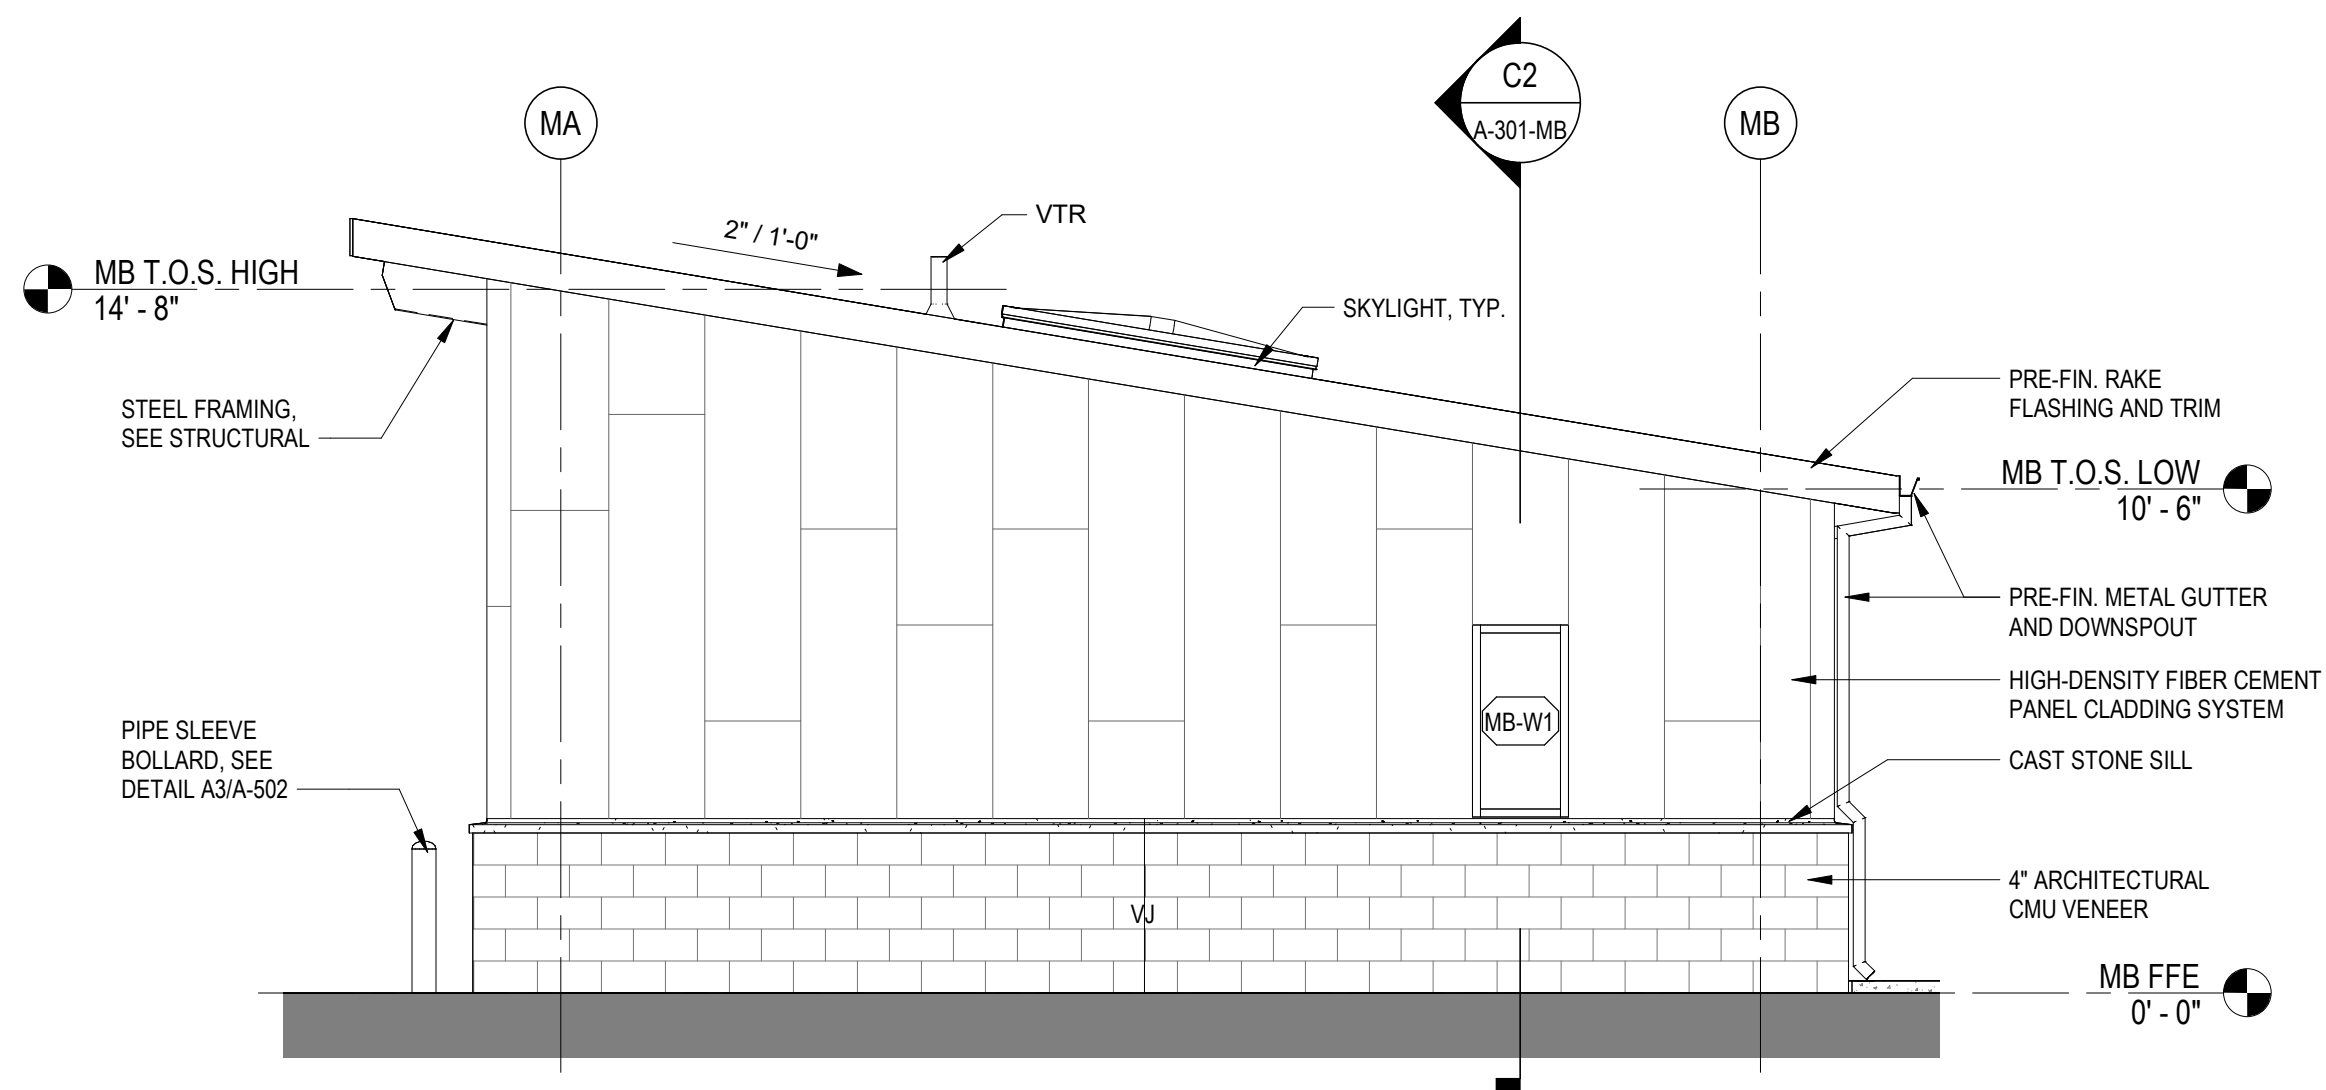 C2
A-301-MB
MA
MB
VTR
2" / 1'-0"
MB T.O.S. HIGH
14' - 8"
SKYLIGHT, TYP.
STEEL FRAMING,
SEE STRUCTURAL
PRE-FIN. RAKE
FLASHING AND TRIM
MB T.O.S. LOW
10' - 6"
PRE-FIN. METAL GUTTER
AND DOWNSPOUT
HIGH-DENSITY FIBER CEMENT
PANEL CLADDING SYSTEM
MB-W1
PIPE SLEEVE
BOLLARD, SEE
DETAIL A3/A-502
CAST STONE SILL
4" ARCHITECTURAL
CMU VENEER
VJ
MB FFE
0' - 0"